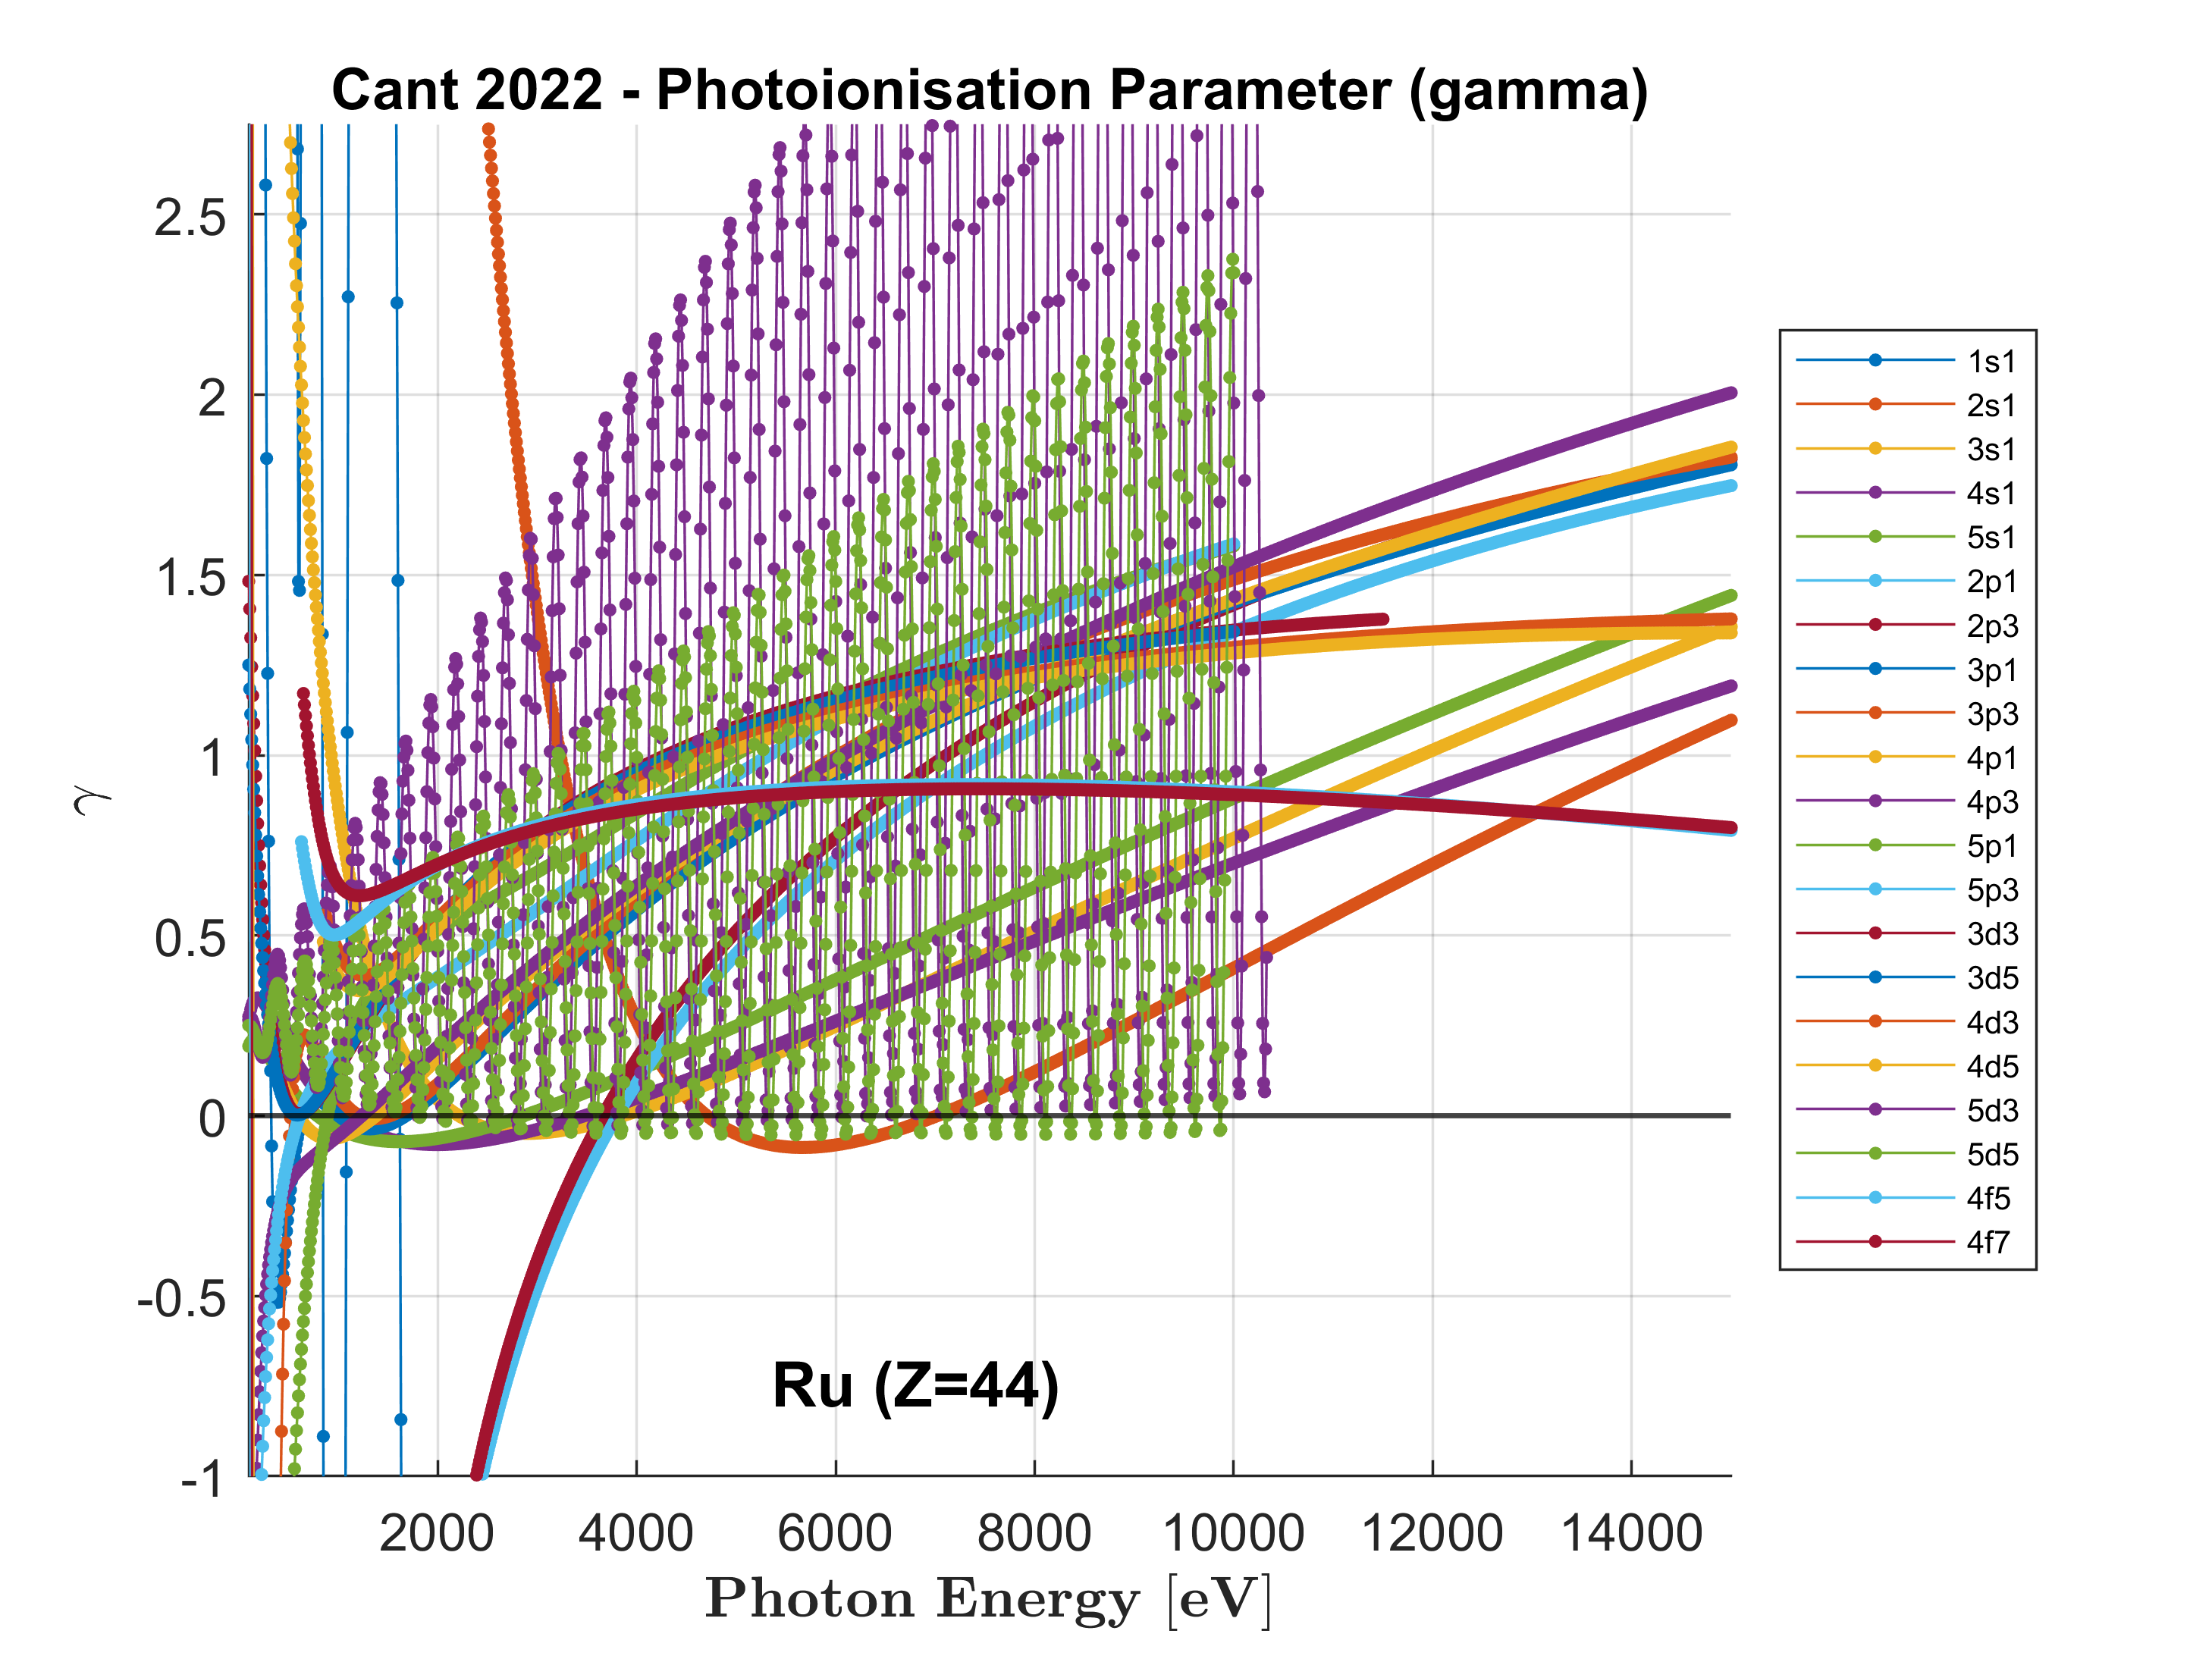 Cant 2022 - Photoionisation Parameter (gamma)
2.5
2
1.5
1
0.5
0
-0.5
-1
γ
2000 4000 6000 8000 10000 12000 14000
Photon Energy [eV]
Ru (Z=44)
1s1
2s1
3s1
4s1
5s1
2p1
2p3
3p1
3p3
4p1
4p3
5p1
5p3
3d3
3d5
4d3
4d5
5d3
5d5
4f5
4f7